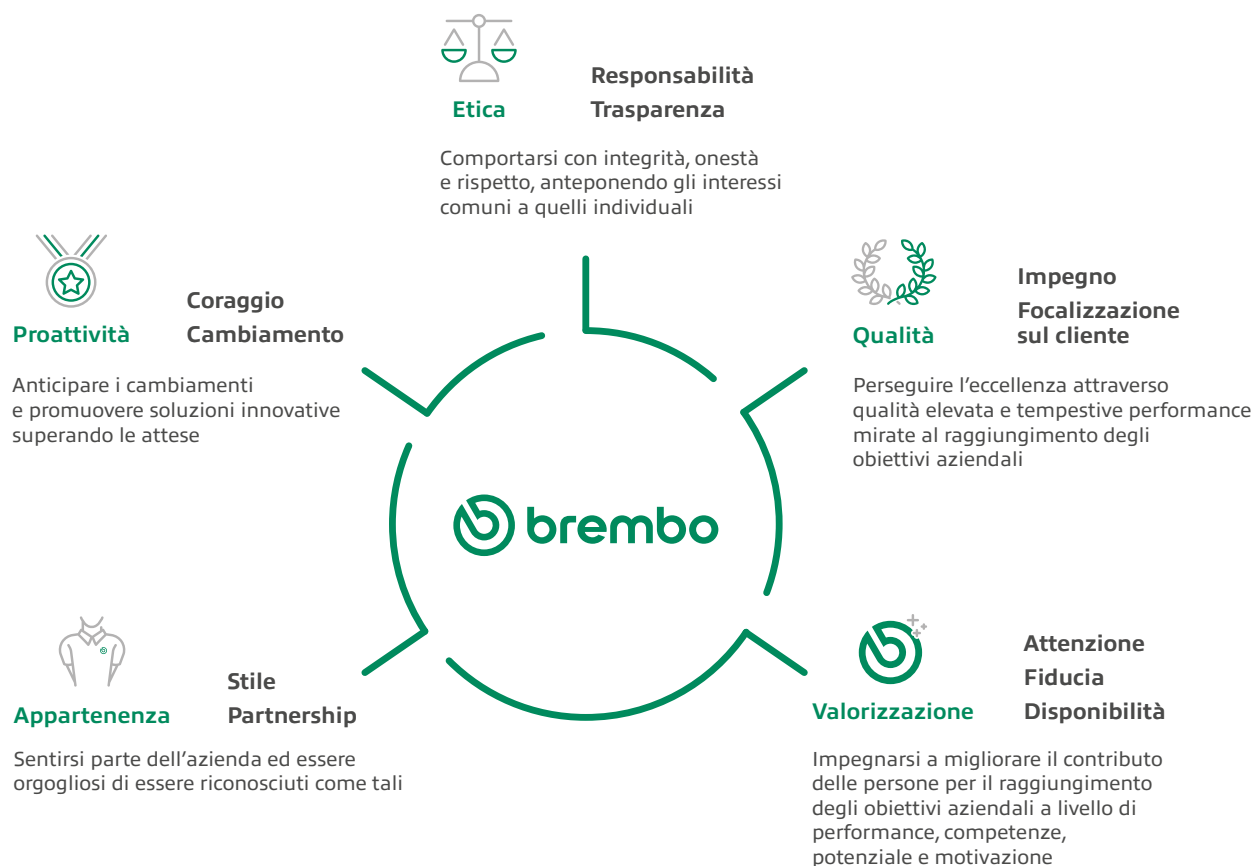 Etica
Responsabilità
Trasparenza
Comportarsi con integrità, onestà
e rispetto, anteponendo gli interessi
comuni a quelli individuali
Proattività
Coraggio
Cambiamento
Anticipare i cambiamenti
e promuovere soluzioni innovative
superando le attese
Qualità
Impegno
Focalizzazione
sul cliente
Perseguire l’eccellenza attraverso
qualità elevata e tempestive performance
mirate al raggiungimento degli
obiettivi aziendali
brembo
Appartenenza
Stile
Partnership
Sentirsi parte dell’azienda ed essere
orgogliosi di essere riconosciuti come tali
Valorizzazione
Attenzione
Fiducia
Disponibilità
Impegnarsi a migliorare il contributo
delle persone per il raggiungimento
degli obiettivi aziendali a livello di
performance, competenze,
potenziale e motivazione